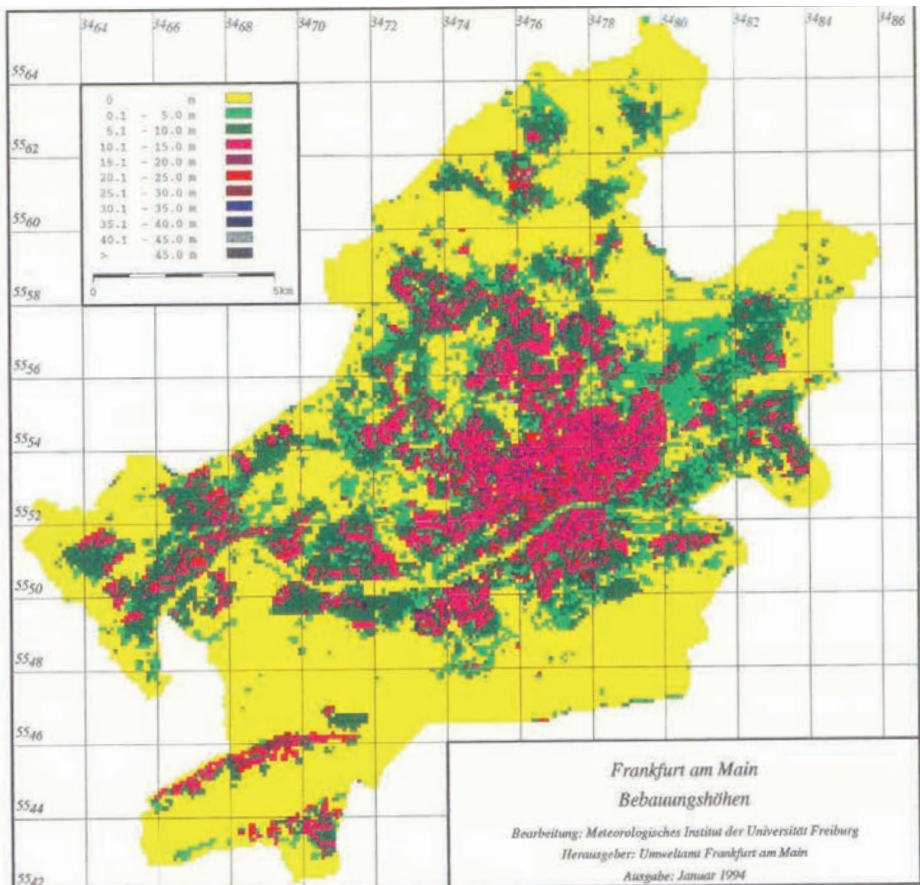 3464 3466 3468 3470 3472 3474 3476 3478 3480 3482 3484 3486
5564
5562
5560
5558
5556
5554
5552
5550
5548
5546
5544
5542
0 m
0.1 - 5.0 m
5.1 - 10.0 m
10.1 - 15.0 m
15.1 - 20.0 m
20.1 - 25.0 m
25.1 - 30.0 m
30.1 - 35.0 m
35.1 - 40.0 m
40.1 - 45.0 m
> 45.0 m
0 5km
Frankfurt am Main
Bebauungshöhen
Bearbeitung: Meteorologisches Institut der Universität Freiburg
Herausgeber: Umweltamt Frankfurt am Main
Ausgabe: Januar 1994